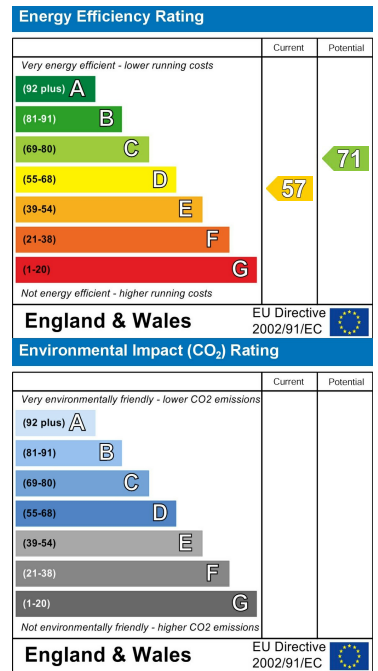 Energy Efficiency Rating
Current Potential
Very energy efficient - lower running costs
(92 plus) A
(81-91) B
(69-80) C
(55-68) D
(39-54) E
(21-38) F
(1-20) G
57
71
Not energy efficient - higher running costs
England & Wales
EU Directive
2002/91/EC
Environmental Impact (CO₂) Rating
Current Potential
Very environmentally friendly - lower CO2 emissions
(92 plus) A
(81-91) B
(69-80) C
(55-68) D
(39-54) E
(21-38) F
(1-20) G
Not environmentally friendly - higher CO2 emissions
England & Wales
EU Directive
2002/91/EC